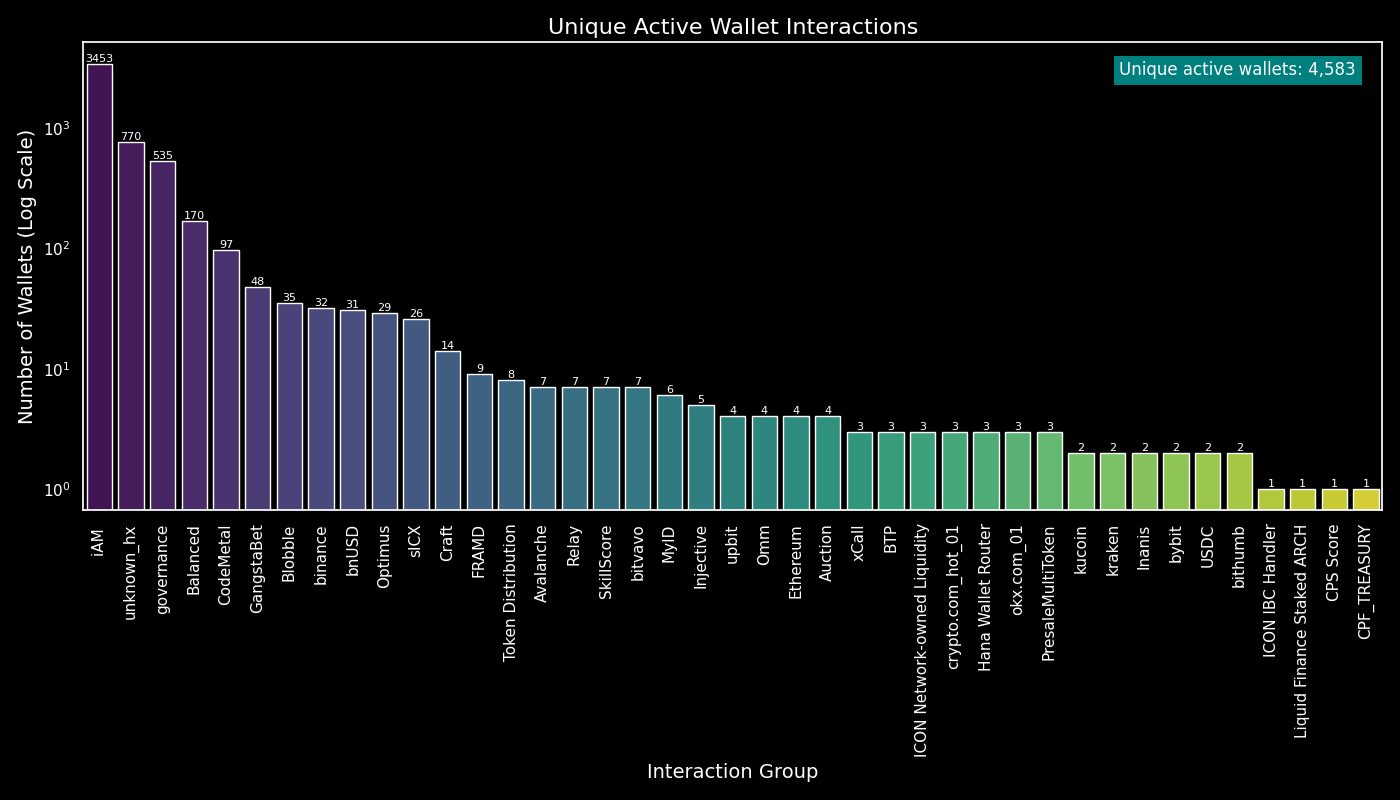 Unique Active Wallet Interactions
Unique active wallets: 4,583
Number of Wallets (Log Scale)
10³
10²
10¹
10⁰
3453
770
535
170
97
48
35
32
31
29
26
14
9
8
7
7
7
7
6
5
4
4
4
4
3
3
3
3
3
3
3
2
2
2
2
2
2
1
1
1
1
iAM
unknown_hx
governance
Balanced
CodeMetal
GangstaBet
Blobble
binance
bnUSD
Optimus
sICX
Craft
FRAMD
Token Distribution
Avalanche
Relay
SkillScore
bitvavo
MyID
Injective
upbit
Omm
Ethereum
Auction
xCall
BTP
ICON Network-owned Liquidity
crypto.com_hot_01
Hana Wallet Router
okx.com_01
PresaleMultiToken
kucoin
kraken
Inanis
bybit
USDC
bithumb
ICON IBC Handler
Liquid Finance Staked ARCH
CPS Score
CPF_TREASURY
Interaction Group